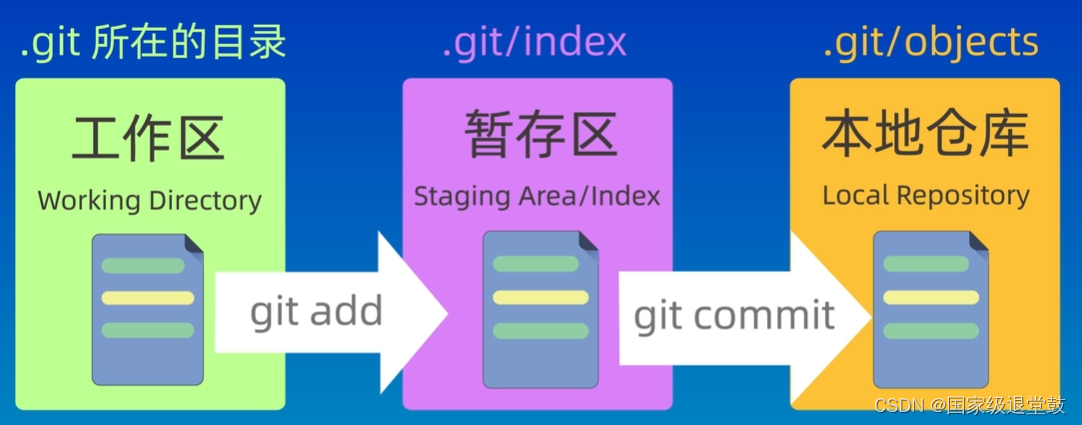 .git 所在的目录
.git/index
.git/objects
工作区
Working Directory
暂存区
Staging Area/Index
本地仓库
Local Repository
git add
git commit
CSDN @国家级退堂鼓